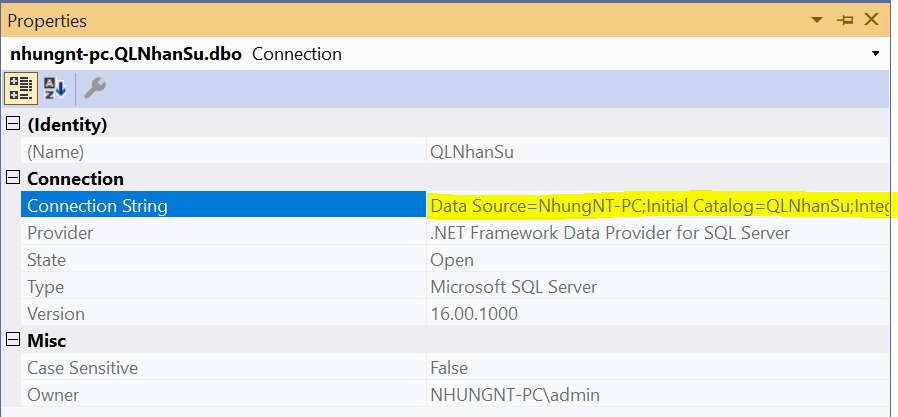 Properties
nhungnt-pc.QLNhanSu.dbo Connection
(Identity)
(Name) QLNhanSu
Connection
Connection String Data Source=NhungNT-PC;Initial Catalog=QLNhanSu;Integ
Provider .NET Framework Data Provider for SQL Server
State Open
Type Microsoft SQL Server
Version 16.00.1000
Misc
Case Sensitive False
Owner NHUNGNT-PC\admin